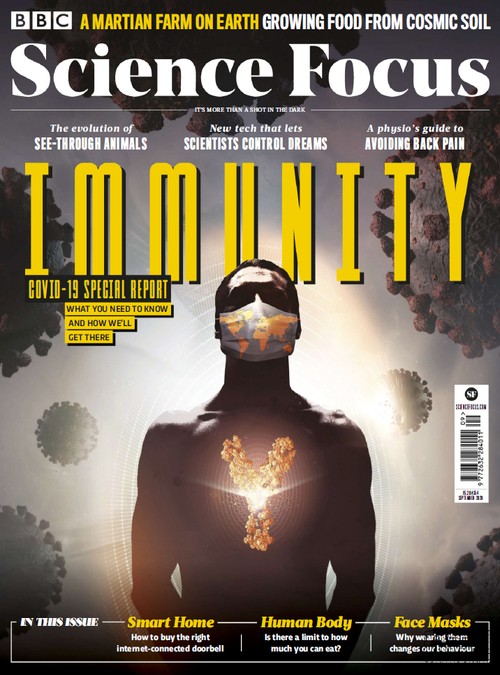 BBC A MARTIAN FARM ON EARTH GROWING FOOD FROM COSMIC SOIL
Science Focus
IT'S MORE THAN A SHOT IN THE DARK
The evolution of
SEE-THROUGH ANIMALS
New tech that lets
SCIENTISTS CONTROL DREAMS
A physio's guide to
AVOIDING BACK PAIN
IMMUNITY
COVID-19 SPECIAL REPORT
WHAT YOU NEED TO KNOW
AND HOW WE'LL
GET THERE
SF
SCIENCEFOCUS.COM
09
9 772632 284011
IN THIS ISSUE
Smart Home
How to buy the right
internet-connected doorbell
Human Body
Is there a limit to how
much you can eat?
Face Masks
Why wearing them
changes our behaviour